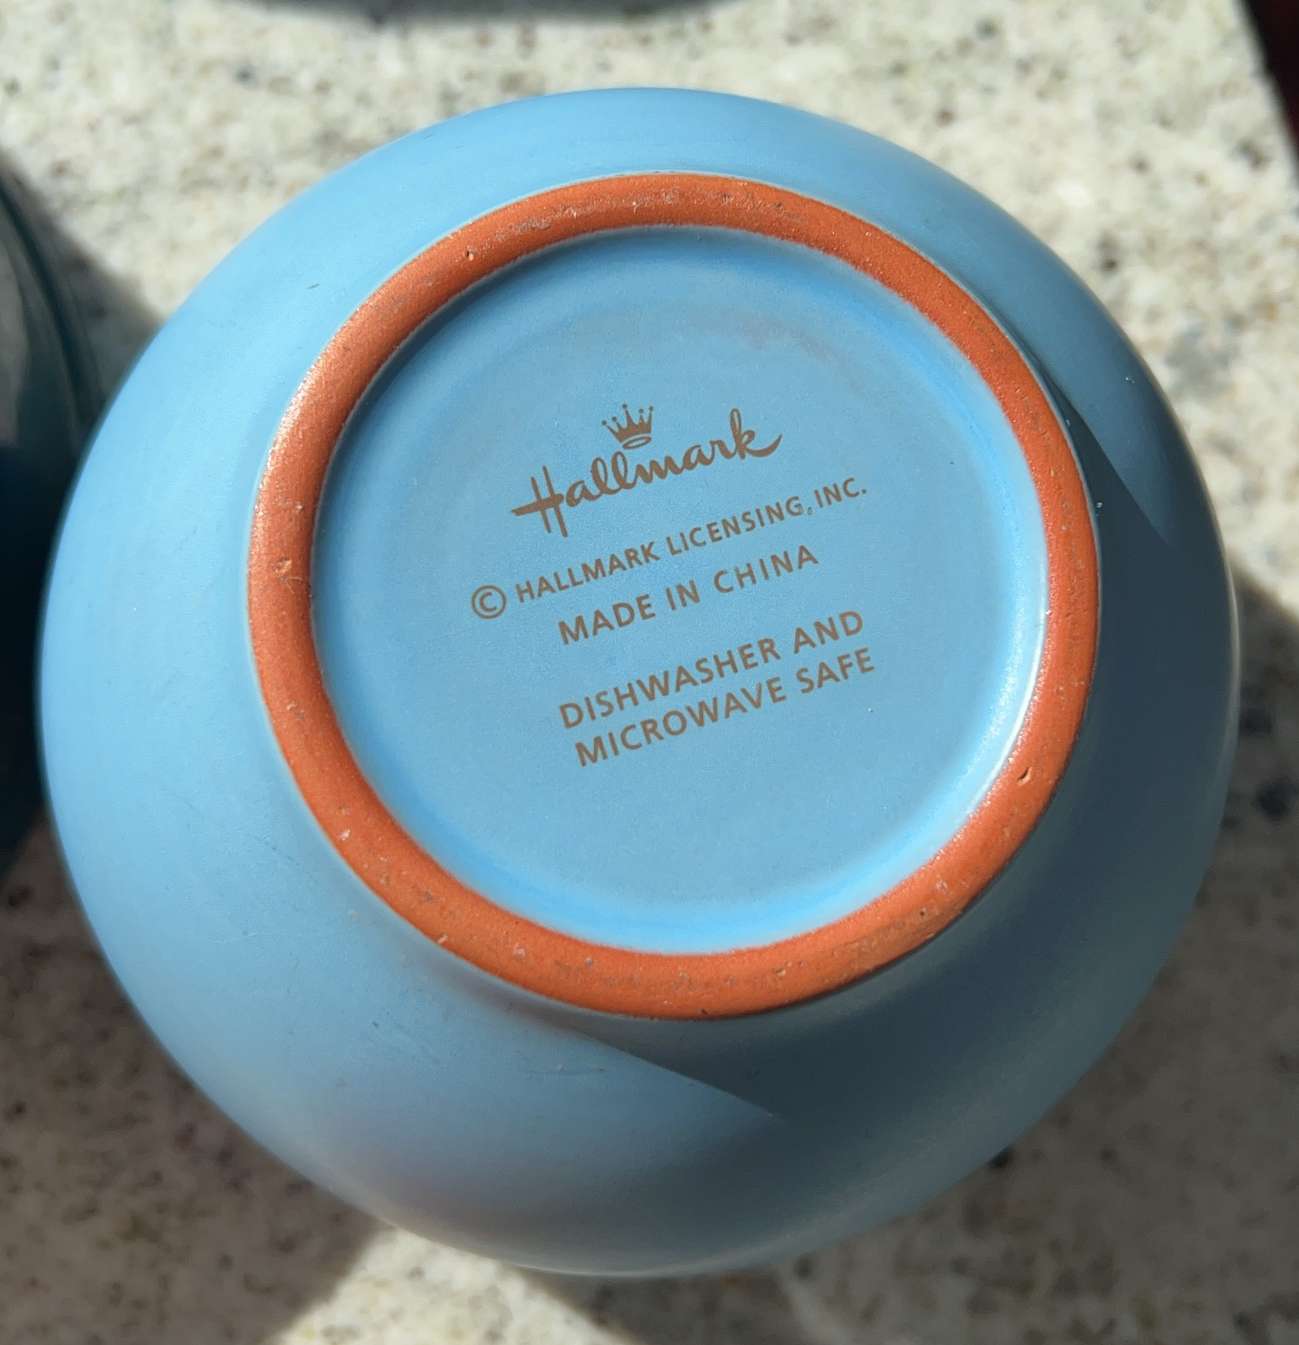 Hallmark
© HALLMARK LICENSING, INC.
MADE IN CHINA
DISHWASHER AND
MICROWAVE SAFE